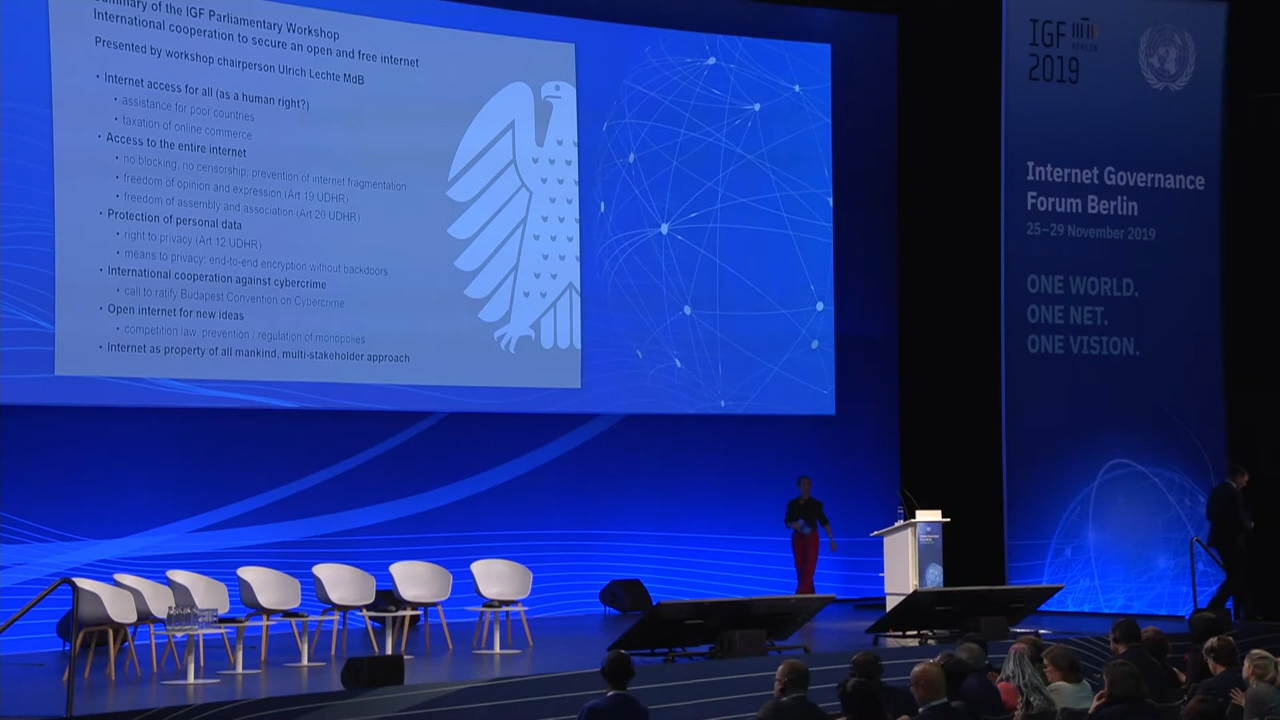 Summary of the IGF Parliamentary Workshop
International cooperation to secure an open and free internet
Presented by workshop chairperson Ulrich Lechte MdB
• Internet access for all (as a human right?)
• assistance for poor countries
• taxation of online commerce
• Access to the entire internet
• no blocking, no censorship, prevention of internet fragmentation
• freedom of opinion and expression (Art 19 UDHR)
• freedom of assembly and association (Art 20 UDHR)
• Protection of personal data
• right to privacy (Art 12 UDHR)
• means to privacy: end-to-end encryption without backdoors
• International cooperation against cybercrime
• call to ratify Budapest Convention on Cybercrime
• Open internet for new ideas
• competition law, prevention / regulation of monopolies
• Internet as property of all mankind, multi-stakeholder approach
IGF
BERLIN
2019
Internet Governance
Forum Berlin
25–29 November 2019
ONE WORLD.
ONE NET.
ONE VISION.